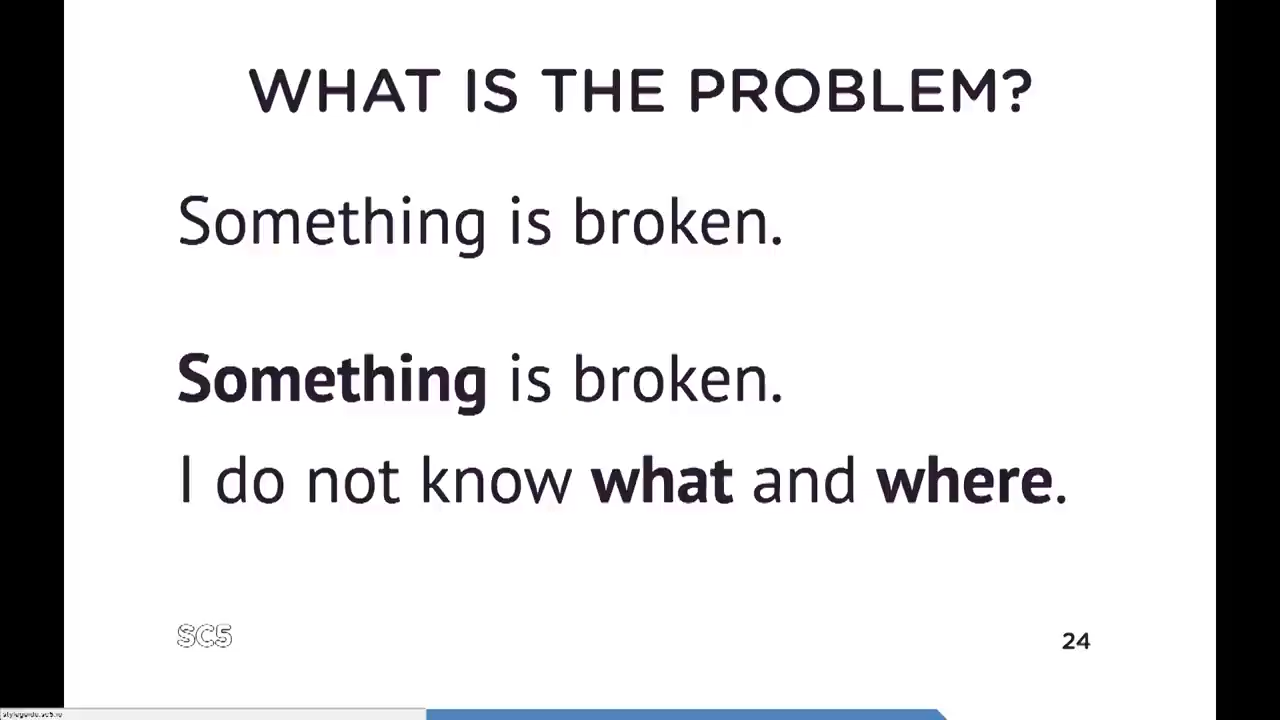 WHAT IS THE PROBLEM?
Something is broken.
Something is broken.
I do not know what and where.
SC5
24